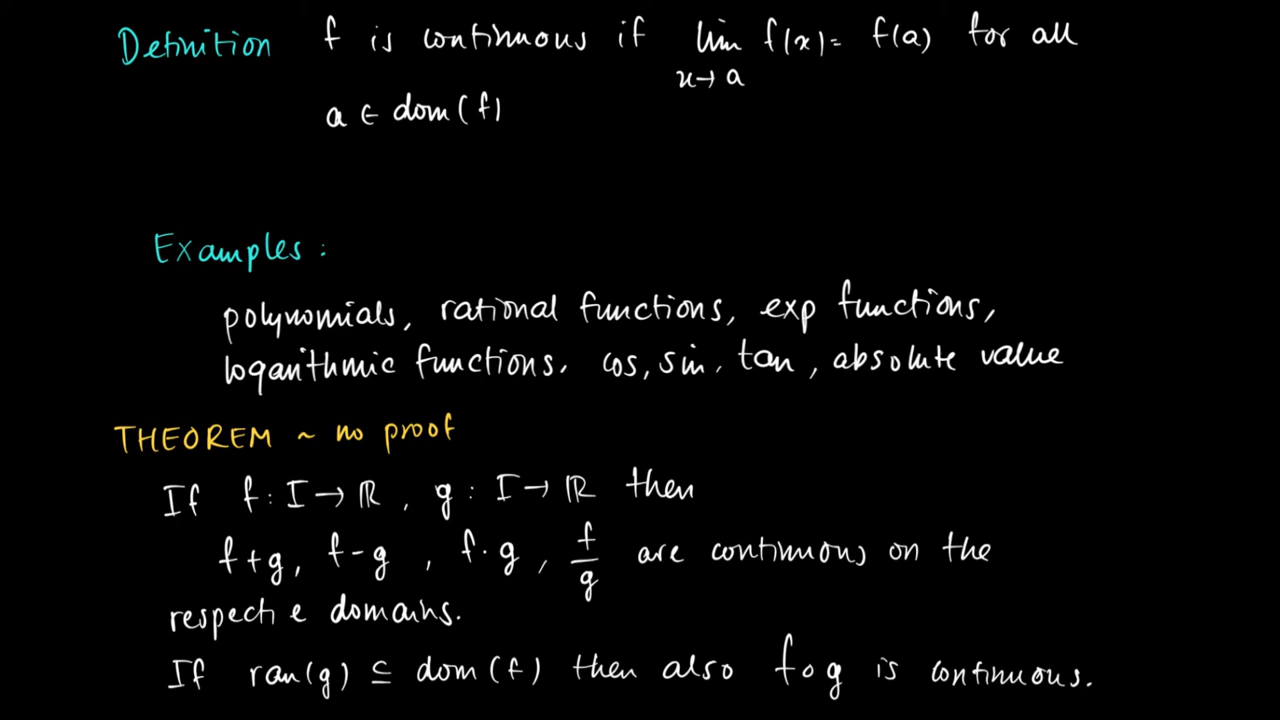 Definition f is continuous if lim f(x) = f(a) for all
x→a
a ∈ dom(f)
Examples:
polynomials, rational functions, exp functions,
logarithmic functions. cos, sin, tan, absolute value
THEOREM ~ no proof
If f: I → ℝ, g: I → ℝ then
f+g, f-g, f·g, f/g are continuous on the
respecti e domains.
If ran(g) ⊆ dom(f) then also f∘g is continuous.